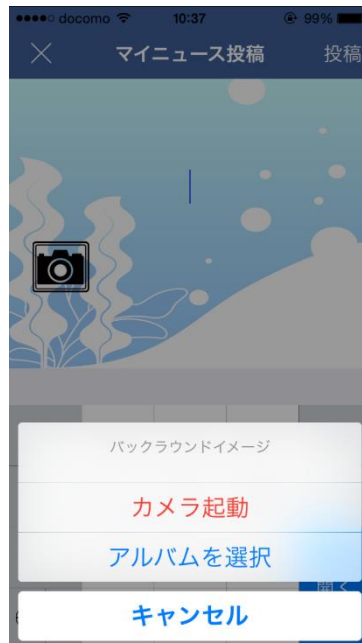 docomo 10:37 99%
マイニュース投稿 投稿
バックラウンドイメージ
カメラ起動
アルバムを選択
開く
キャンセル